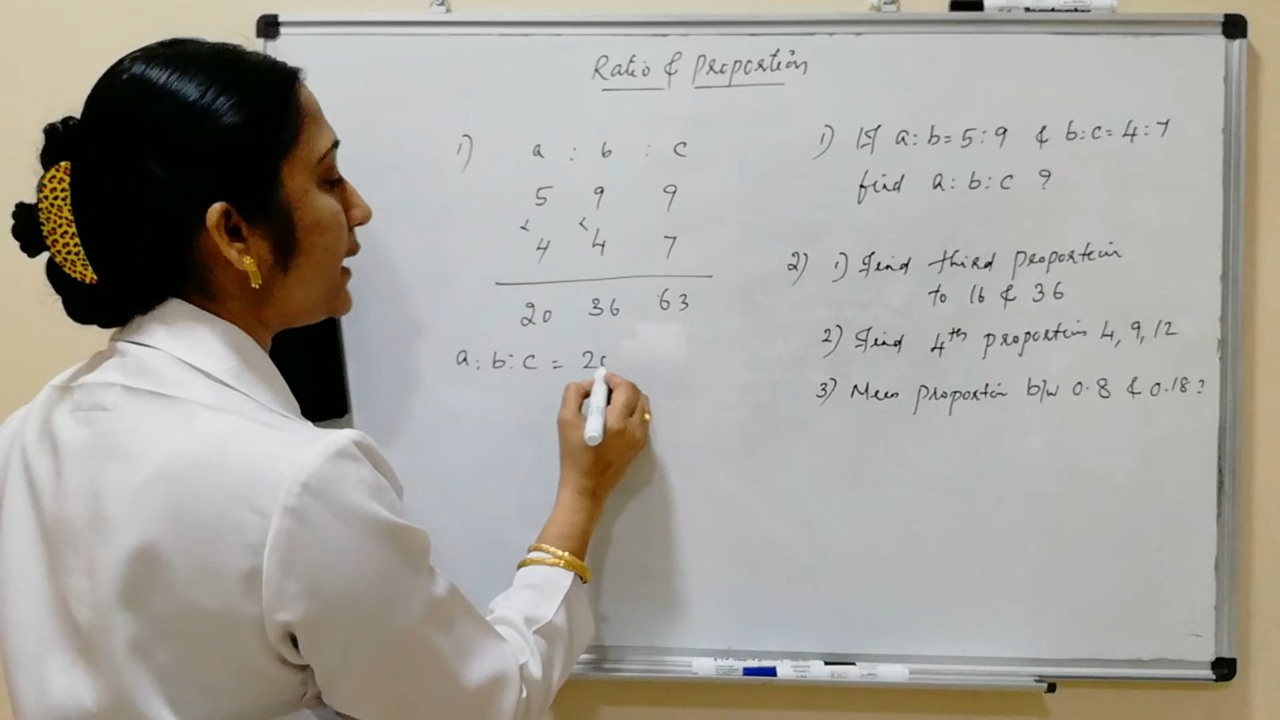 Ratio & Proportion
1) a : b : c
5 9 9
4 4 7
20 36 63
a : b : c = 20
1) If a : b = 5 : 9 & b : c = 4 : 7
find a : b : c ?
2) 1) Find third proportion
to 16 & 36
2) Find 4th proportion 4, 9, 12
3) Mean proportion b/w 0.8 & 0.18 ?